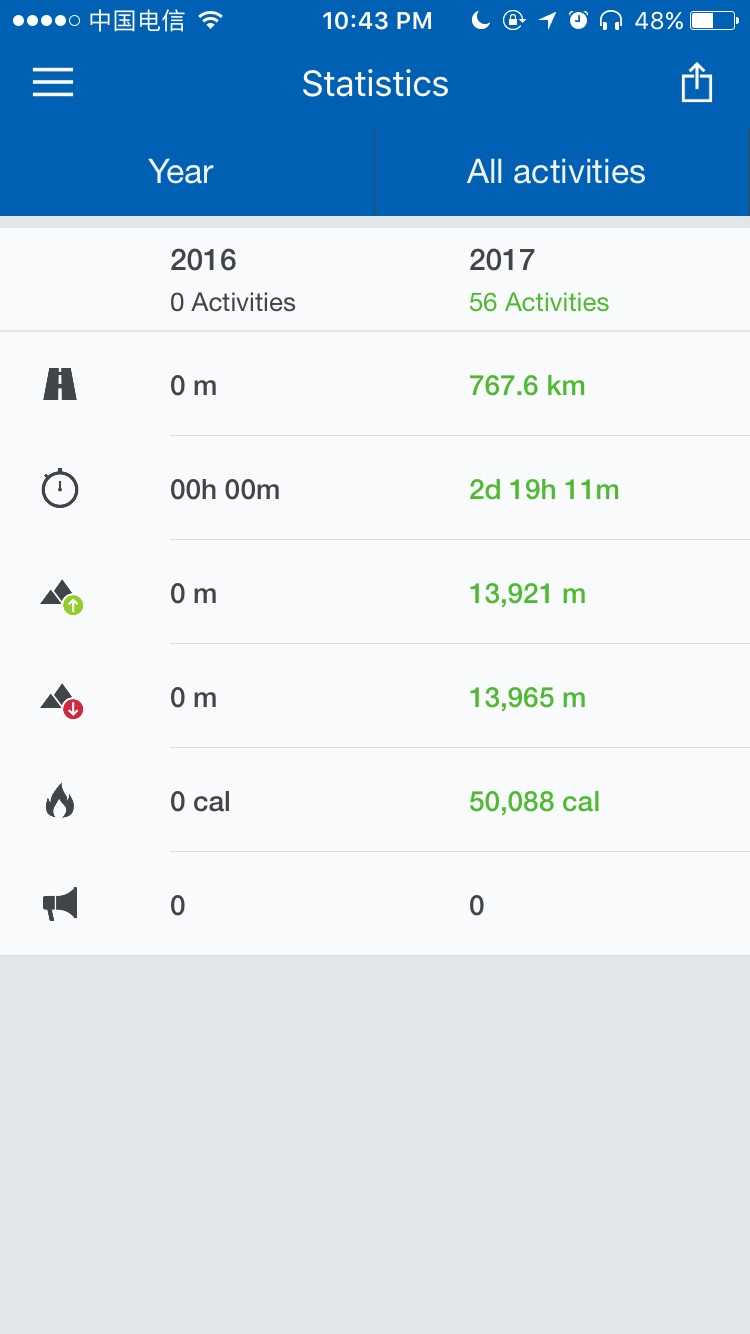 中国电信 10:43 PM 48%
Statistics
Year All activities
2016 2017
0 Activities 56 Activities
0 m 767.6 km
00h 00m 2d 19h 11m
0 m 13,921 m
0 m 13,965 m
0 cal 50,088 cal
0 0